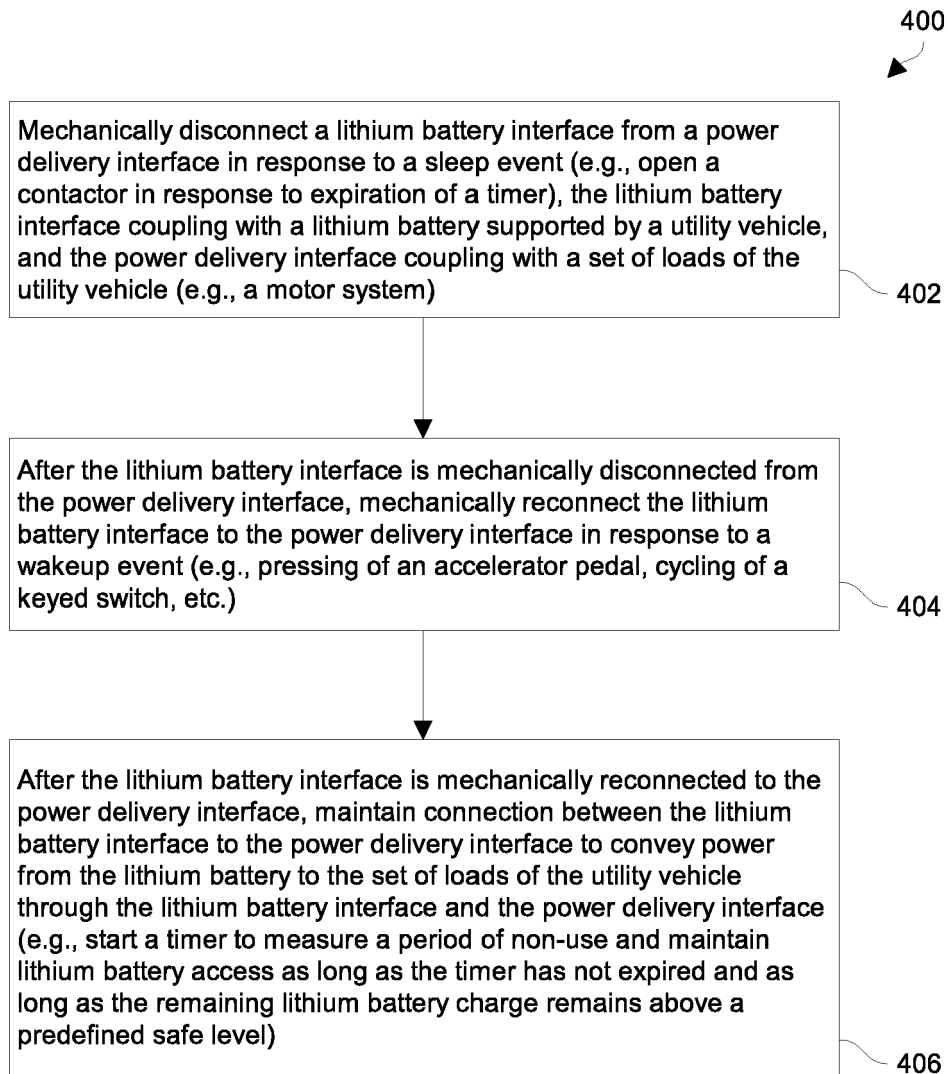 400
Mechanically disconnect a lithium battery interface from a power
delivery interface in response to a sleep event (e.g., open a
contactor in response to expiration of a timer), the lithium battery
interface coupling with a lithium battery supported by a utility vehicle,
and the power delivery interface coupling with a set of loads of the
utility vehicle (e.g., a motor system)
402
After the lithium battery interface is mechanically disconnected from
the power delivery interface, mechanically reconnect the lithium
battery interface to the power delivery interface in response to a
wakeup event (e.g., pressing of an accelerator pedal, cycling of a
keyed switch, etc.)
404
After the lithium battery interface is mechanically reconnected to the
power delivery interface, maintain connection between the lithium
battery interface to the power delivery interface to convey power
from the lithium battery to the set of loads of the utility vehicle
through the lithium battery interface and the power delivery interface
(e.g., start a timer to measure a period of non-use and maintain
lithium battery access as long as the timer has not expired and as
long as the remaining lithium battery charge remains above a
predefined safe level)
406